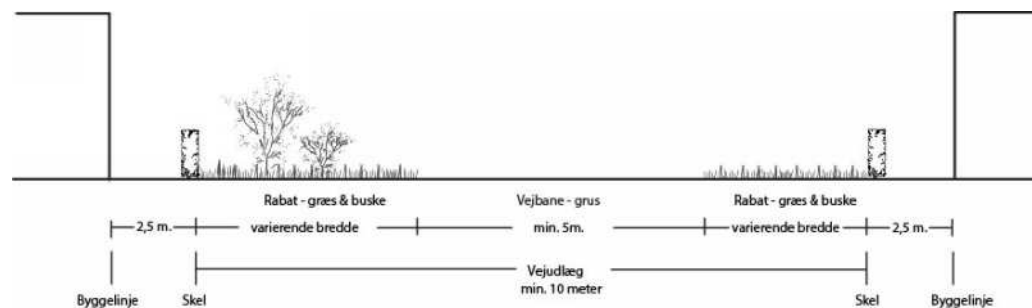 Rabat - græs & buske
Vejbane - grus
Rabat - græs & buske
2,5 m.
varierende bredde
min. 5m.
varierende bredde
2,5 m.
Vejudlæg
min. 10 meter
Byggelinje
Skel
Skel
Byggelinje